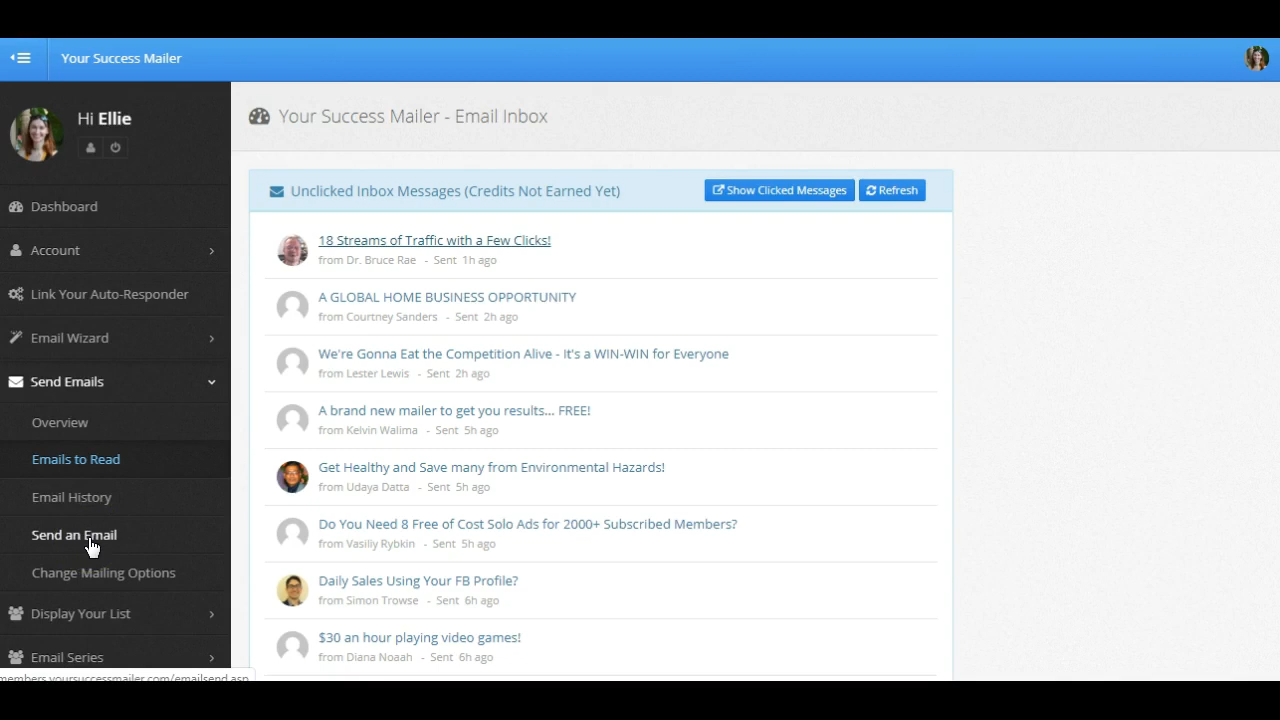 Your Success Mailer
Hi Ellie
Dashboard
Account
Link Your Auto-Responder
Email Wizard
Send Emails
Overview
Emails to Read
Email History
Send an Email
Change Mailing Options
Display Your List
Email Series
members.yoursuccessmailer.com/emailsend.asp
Your Success Mailer - Email Inbox
Unclicked Inbox Messages (Credits Not Earned Yet)
Show Clicked Messages
Refresh
18 Streams of Traffic with a Few Clicks!
from Dr. Bruce Rae - Sent 1h ago
A GLOBAL HOME BUSINESS OPPORTUNITY
from Courtney Sanders - Sent 2h ago
We're Gonna Eat the Competition Alive - It's a WIN-WIN for Everyone
from Lester Lewis - Sent 2h ago
A brand new mailer to get you results... FREE!
from Kelvin Walima - Sent 5h ago
Get Healthy and Save many from Environmental Hazards!
from Udaya Datta - Sent 5h ago
Do You Need 8 Free of Cost Solo Ads for 2000+ Subscribed Members?
from Vasiliy Rybkin - Sent 5h ago
Daily Sales Using Your FB Profile?
from Simon Trowse - Sent 6h ago
$30 an hour playing video games!
from Diana Noaah - Sent 6h ago